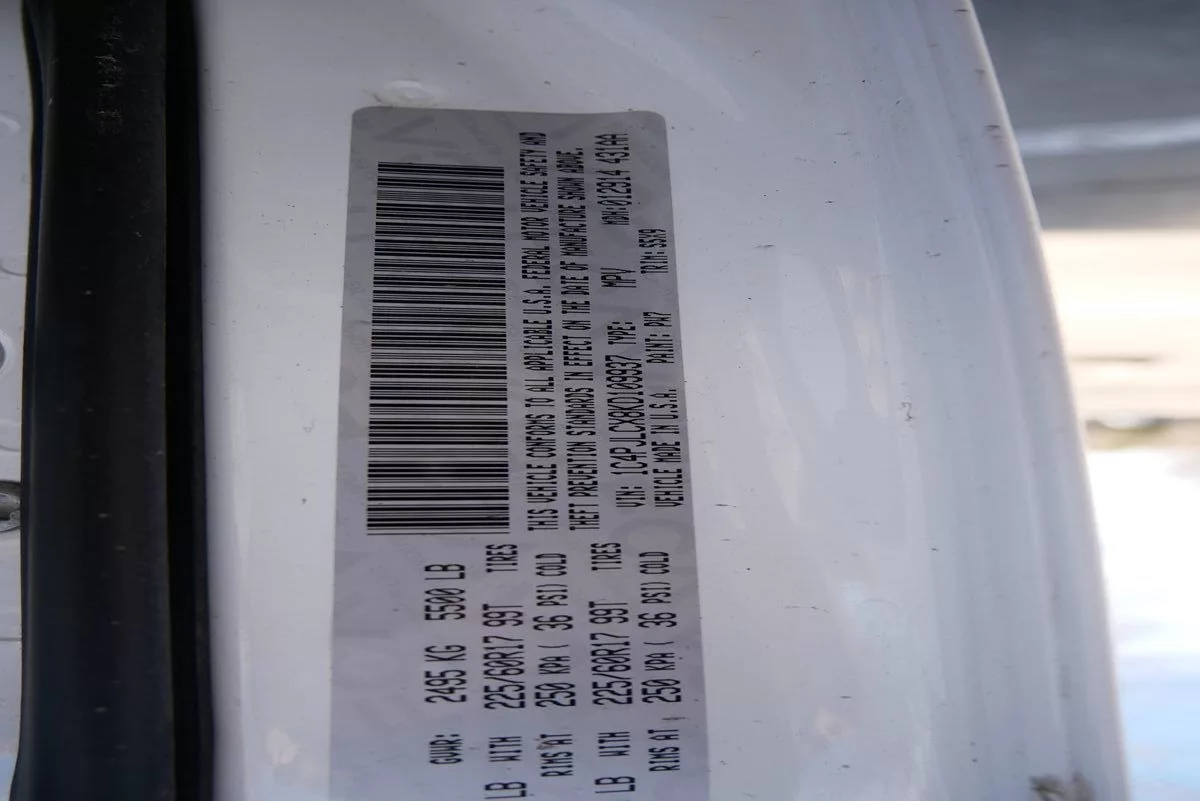 GVWR: 2495 KG 5500 LB
LB WITH 225/60R17 99T TIRES
RIMS AT 250 KPA ( 36 PSI) COLD
LB WITH 225/60R17 99T TIRES
RIMS AT 250 KPA ( 36 PSI) COLD
THIS VEHICLE CONFORMS TO ALL APPLICABLE U.S.A. FEDERAL MOTOR VEHICLE SAFETY AND
THEFT PREVENTION STANDARDS IN EFFECT ON THE DATE OF MANUFACTURE SHOWN ABOVE.
VIN: 1C4PJLCX8KD109937 TYPE: MPV MDH:012914 431AA
VEHICLE MADE IN U.S.A. PAINT: PW7 TRIM: S5X9